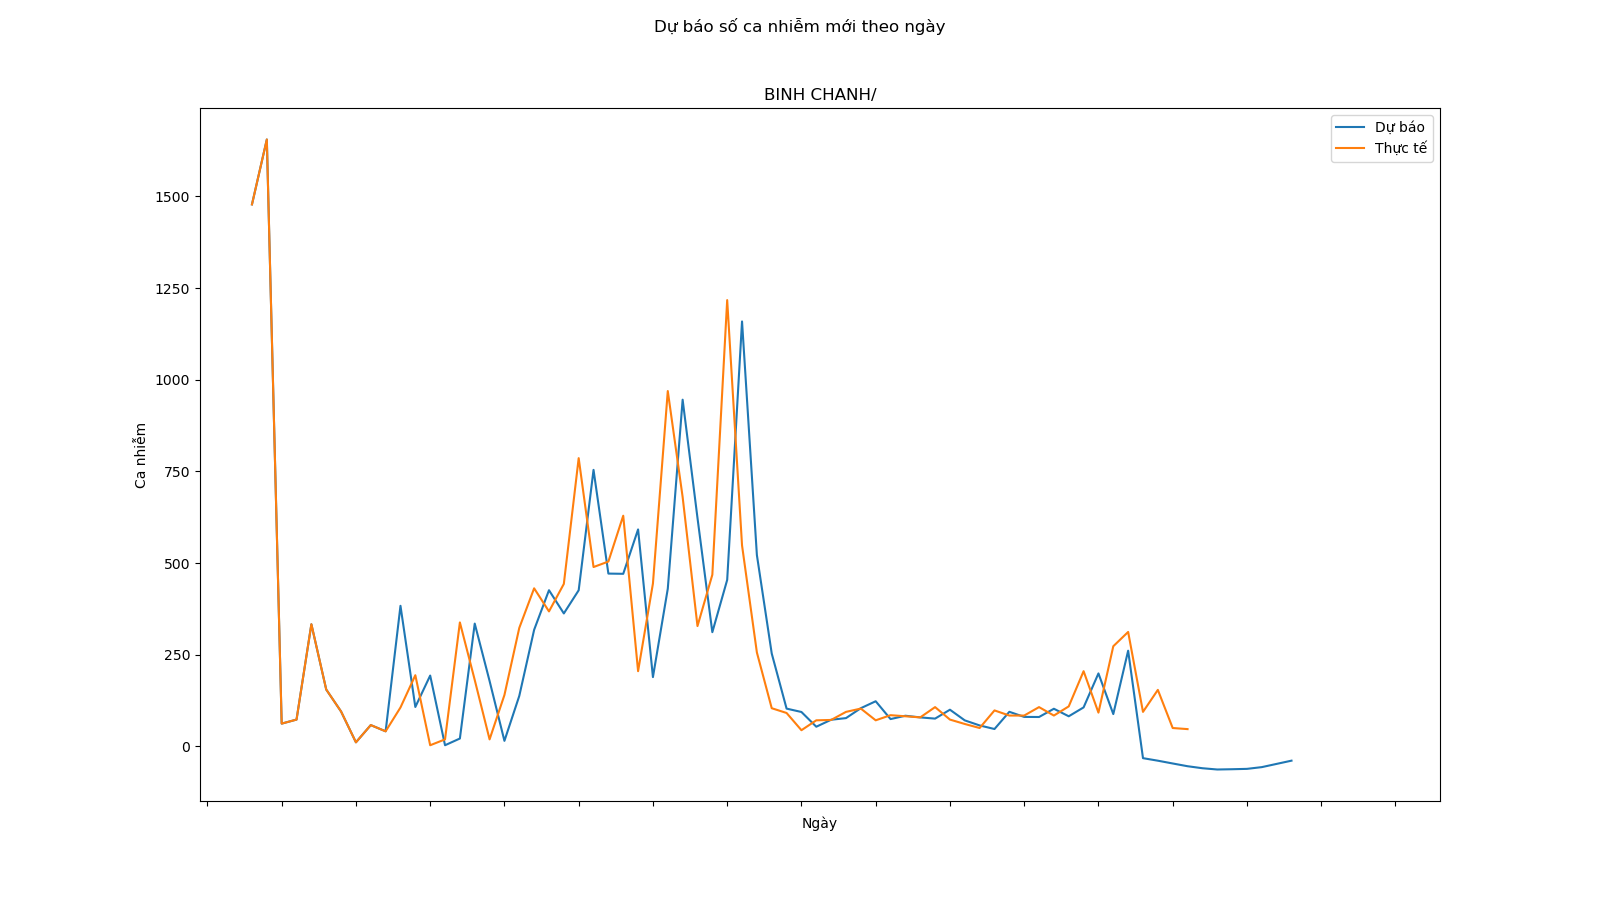 Dự báo số ca nhiễm mới theo ngày
BINH CHANH/
Dự báo
Thực tế
1500
1250
1000
750
500
250
0
Ca nhiễm
Ngày